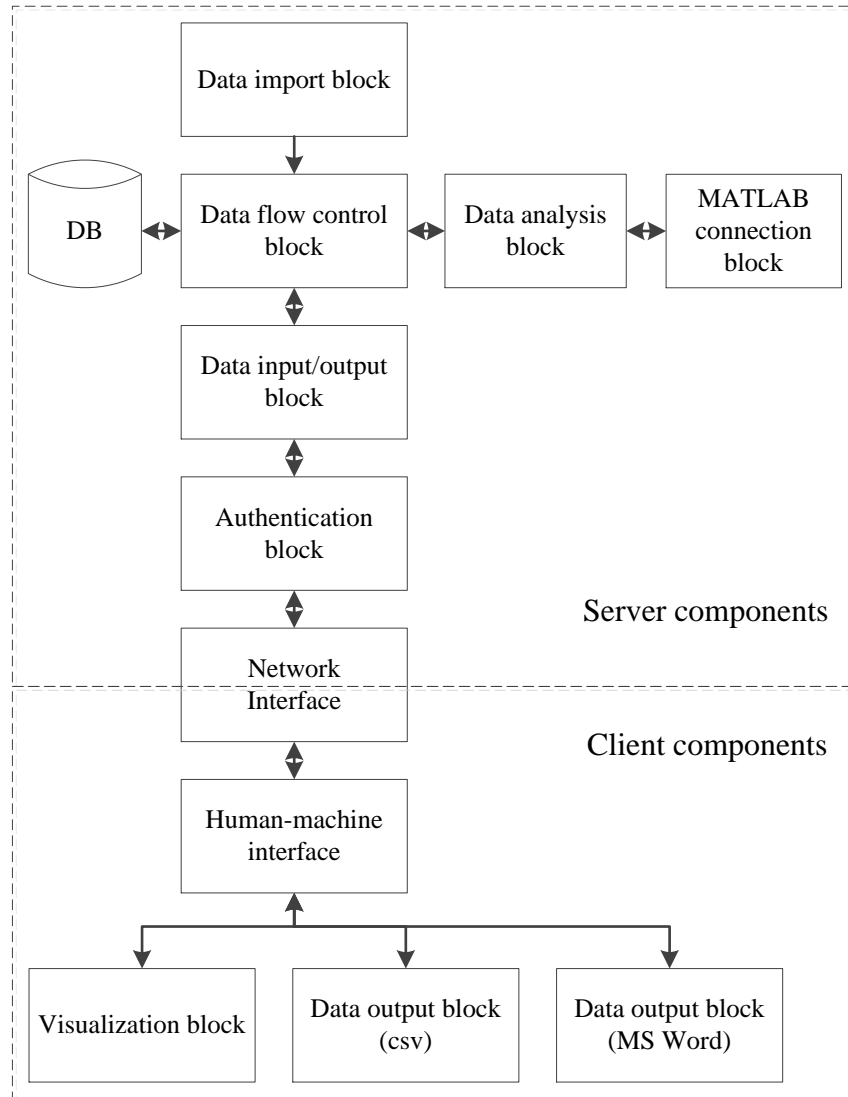 Data import block
DB
Data flow control
block
Data analysis
block
MATLAB
connection
block
Data input/output
block
Authentication
block
Server components
Network
Interface
Client components
Human-machine
interface
Visualization block
Data output block
(csv)
Data output block
(MS Word)